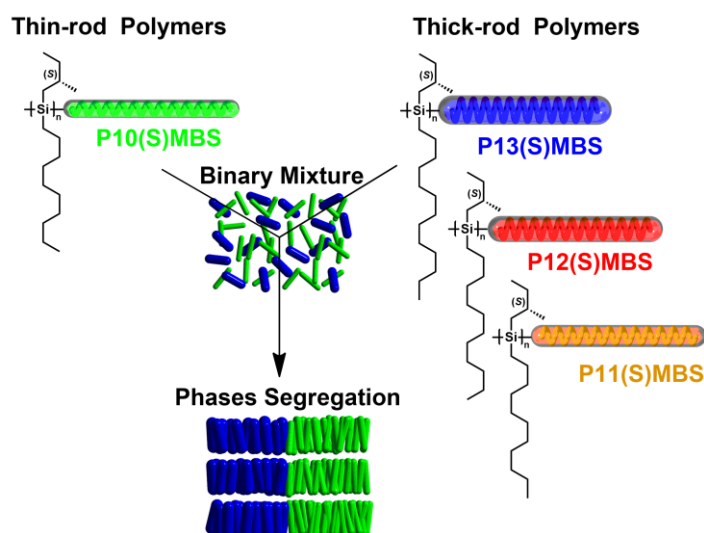 Thin-rod Polymers
Thick-rod Polymers
(S)
Si
n
P10(S)MBS
(S)
Si
n
P13(S)MBS
Binary Mixture
(S)
Si
n
P12(S)MBS
(S)
Si
n
P11(S)MBS
Phases Segregation